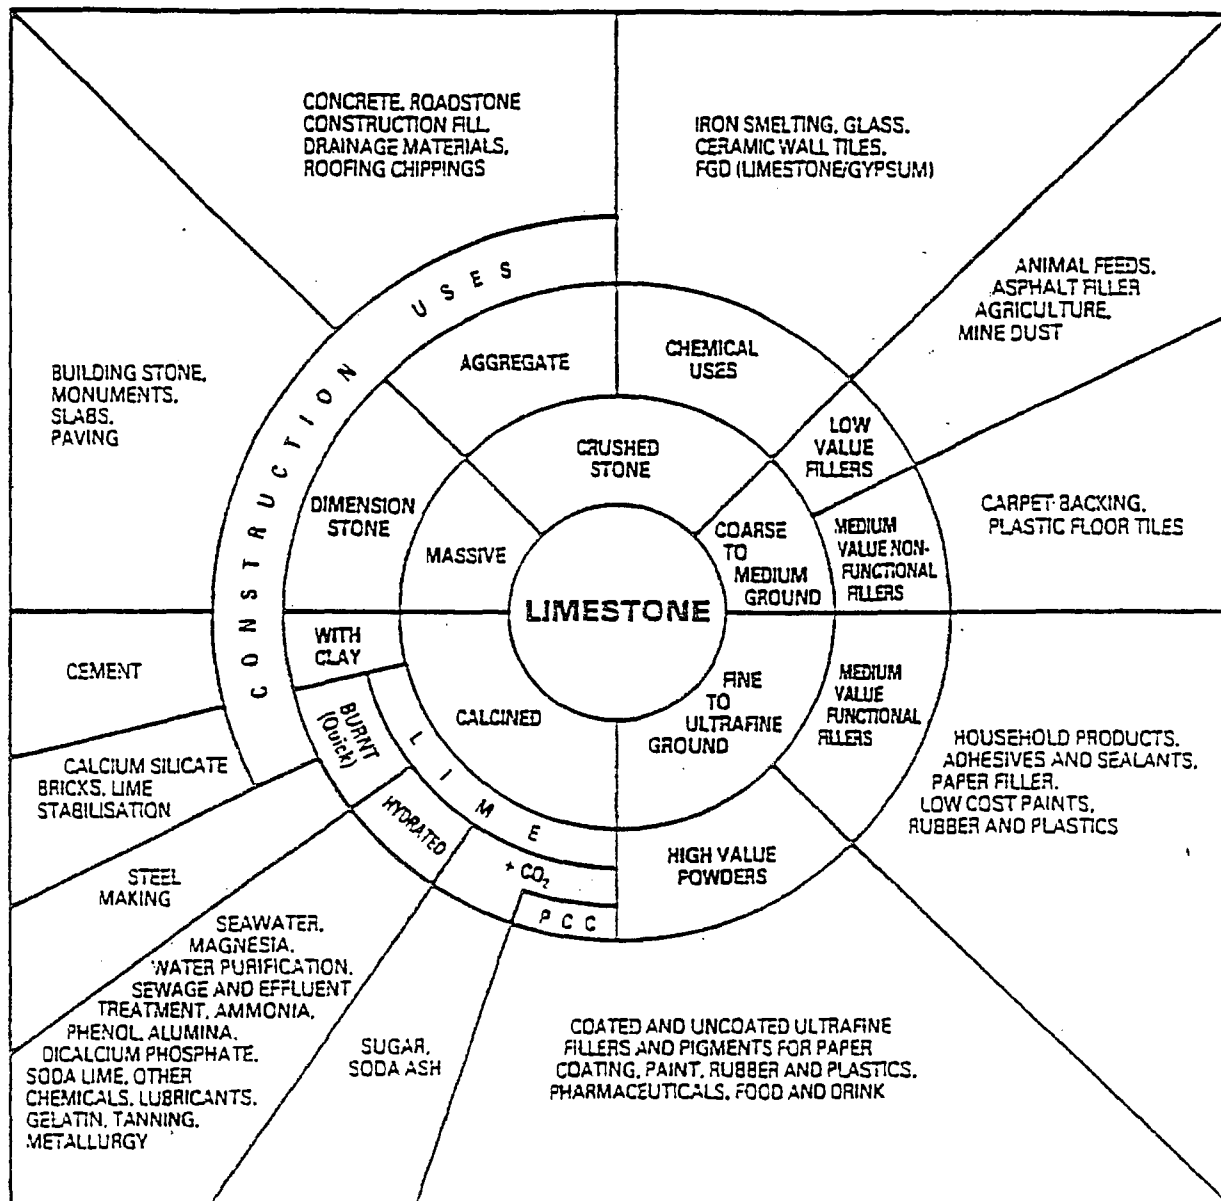 CONCRETE, ROADSTONE
CONSTRUCTION FILL,
DRAINAGE MATERIALS,
ROOFING CHIPPINGS
IRON SMELTING, GLASS,
CERAMIC WALL TILES,
FGD (LIMESTONE/GYPSUM)
ANIMAL FEEDS,
ASPHALT FILLER
AGRICULTURE,
MINE DUST
BUILDING STONE,
MONUMENTS,
SLABS,
PAVING
CONSTRUCTION USES
AGGREGATE
CHEMICAL
USES
CRUSHED
STONE
LOW
VALUE
FILLERS
DIMENSION
STONE
MASSIVE
COARSE
TO
MEDIUM
GROUND
MEDIUM
VALUE NON-
FUNCTIONAL
FILLERS
CARPET-BACKING,
PLASTIC FLOOR TILES
LIMESTONE
WITH
CLAY
CEMENT
CALCINED
FINE
TO
ULTRAFINE
GROUND
MEDIUM
VALUE
FUNCTIONAL
FILLERS
BURNT
(Quick)
LIME
HYDRATED
+ CO₂
PCC
HIGH VALUE
POWDERS
HOUSEHOLD PRODUCTS,
ADHESIVES AND SEALANTS,
PAPER FILLER,
LOW COST PAINTS,
RUBBER AND PLASTICS
CALCIUM SILICATE
BRICKS, LIME
STABILISATION
STEEL
MAKING
SEAWATER,
MAGNESIA,
WATER PURIFICATION,
SEWAGE AND EFFLUENT
TREATMENT, AMMONIA,
PHENOL, ALUMINA,
DICALCIUM PHOSPHATE,
SODA LIME, OTHER
CHEMICALS, LUBRICANTS,
GELATIN, TANNING,
METALLURGY
SUGAR,
SODA ASH
COATED AND UNCOATED ULTRAFINE
FILLERS AND PIGMENTS FOR PAPER
COATING, PAINT, RUBBER AND PLASTICS,
PHARMACEUTICALS, FOOD AND DRINK